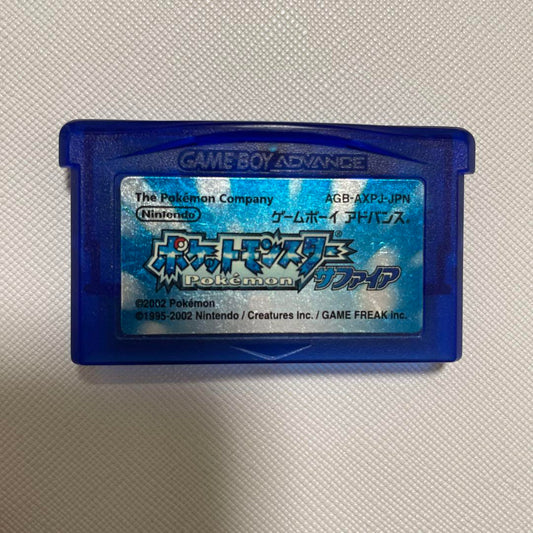 GAME BOY ADVANCE
The Pokémon Company AGB-AXPJ-JPN
Nintendo ゲームボーイ アドバンス®
ポケットモンスター
Pokémon サファイア
©2002 Pokémon
©1995-2002 Nintendo / Creatures inc. / GAME FREAK inc.